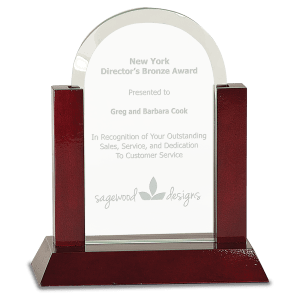 New York
Director's Bronze Award
Presented to
Greg and Barbara Cook
In Recognition of Your Outstanding
Sales, Service, and Dedication
To Customer Service
sagewood designs